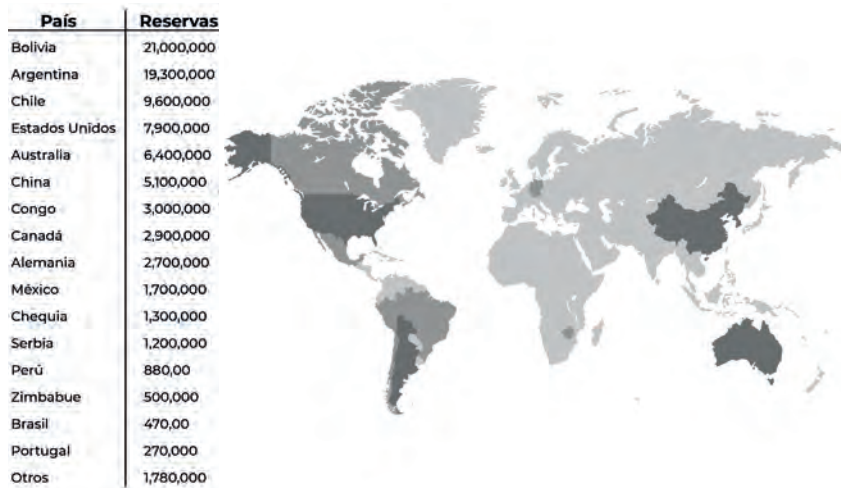 País Reservas
Bolivia 21,000,000
Argentina 19,300,000
Chile 9,600,000
Estados Unidos 7,900,000
Australia 6,400,000
China 5,100,000
Congo 3,000,000
Canadá 2,900,000
Alemania 2,700,000
México 1,700,000
Chequia 1,300,000
Serbia 1,200,000
Perú 880,00
Zimbabue 500,000
Brasil 470,00
Portugal 270,000
Otros 1,780,000